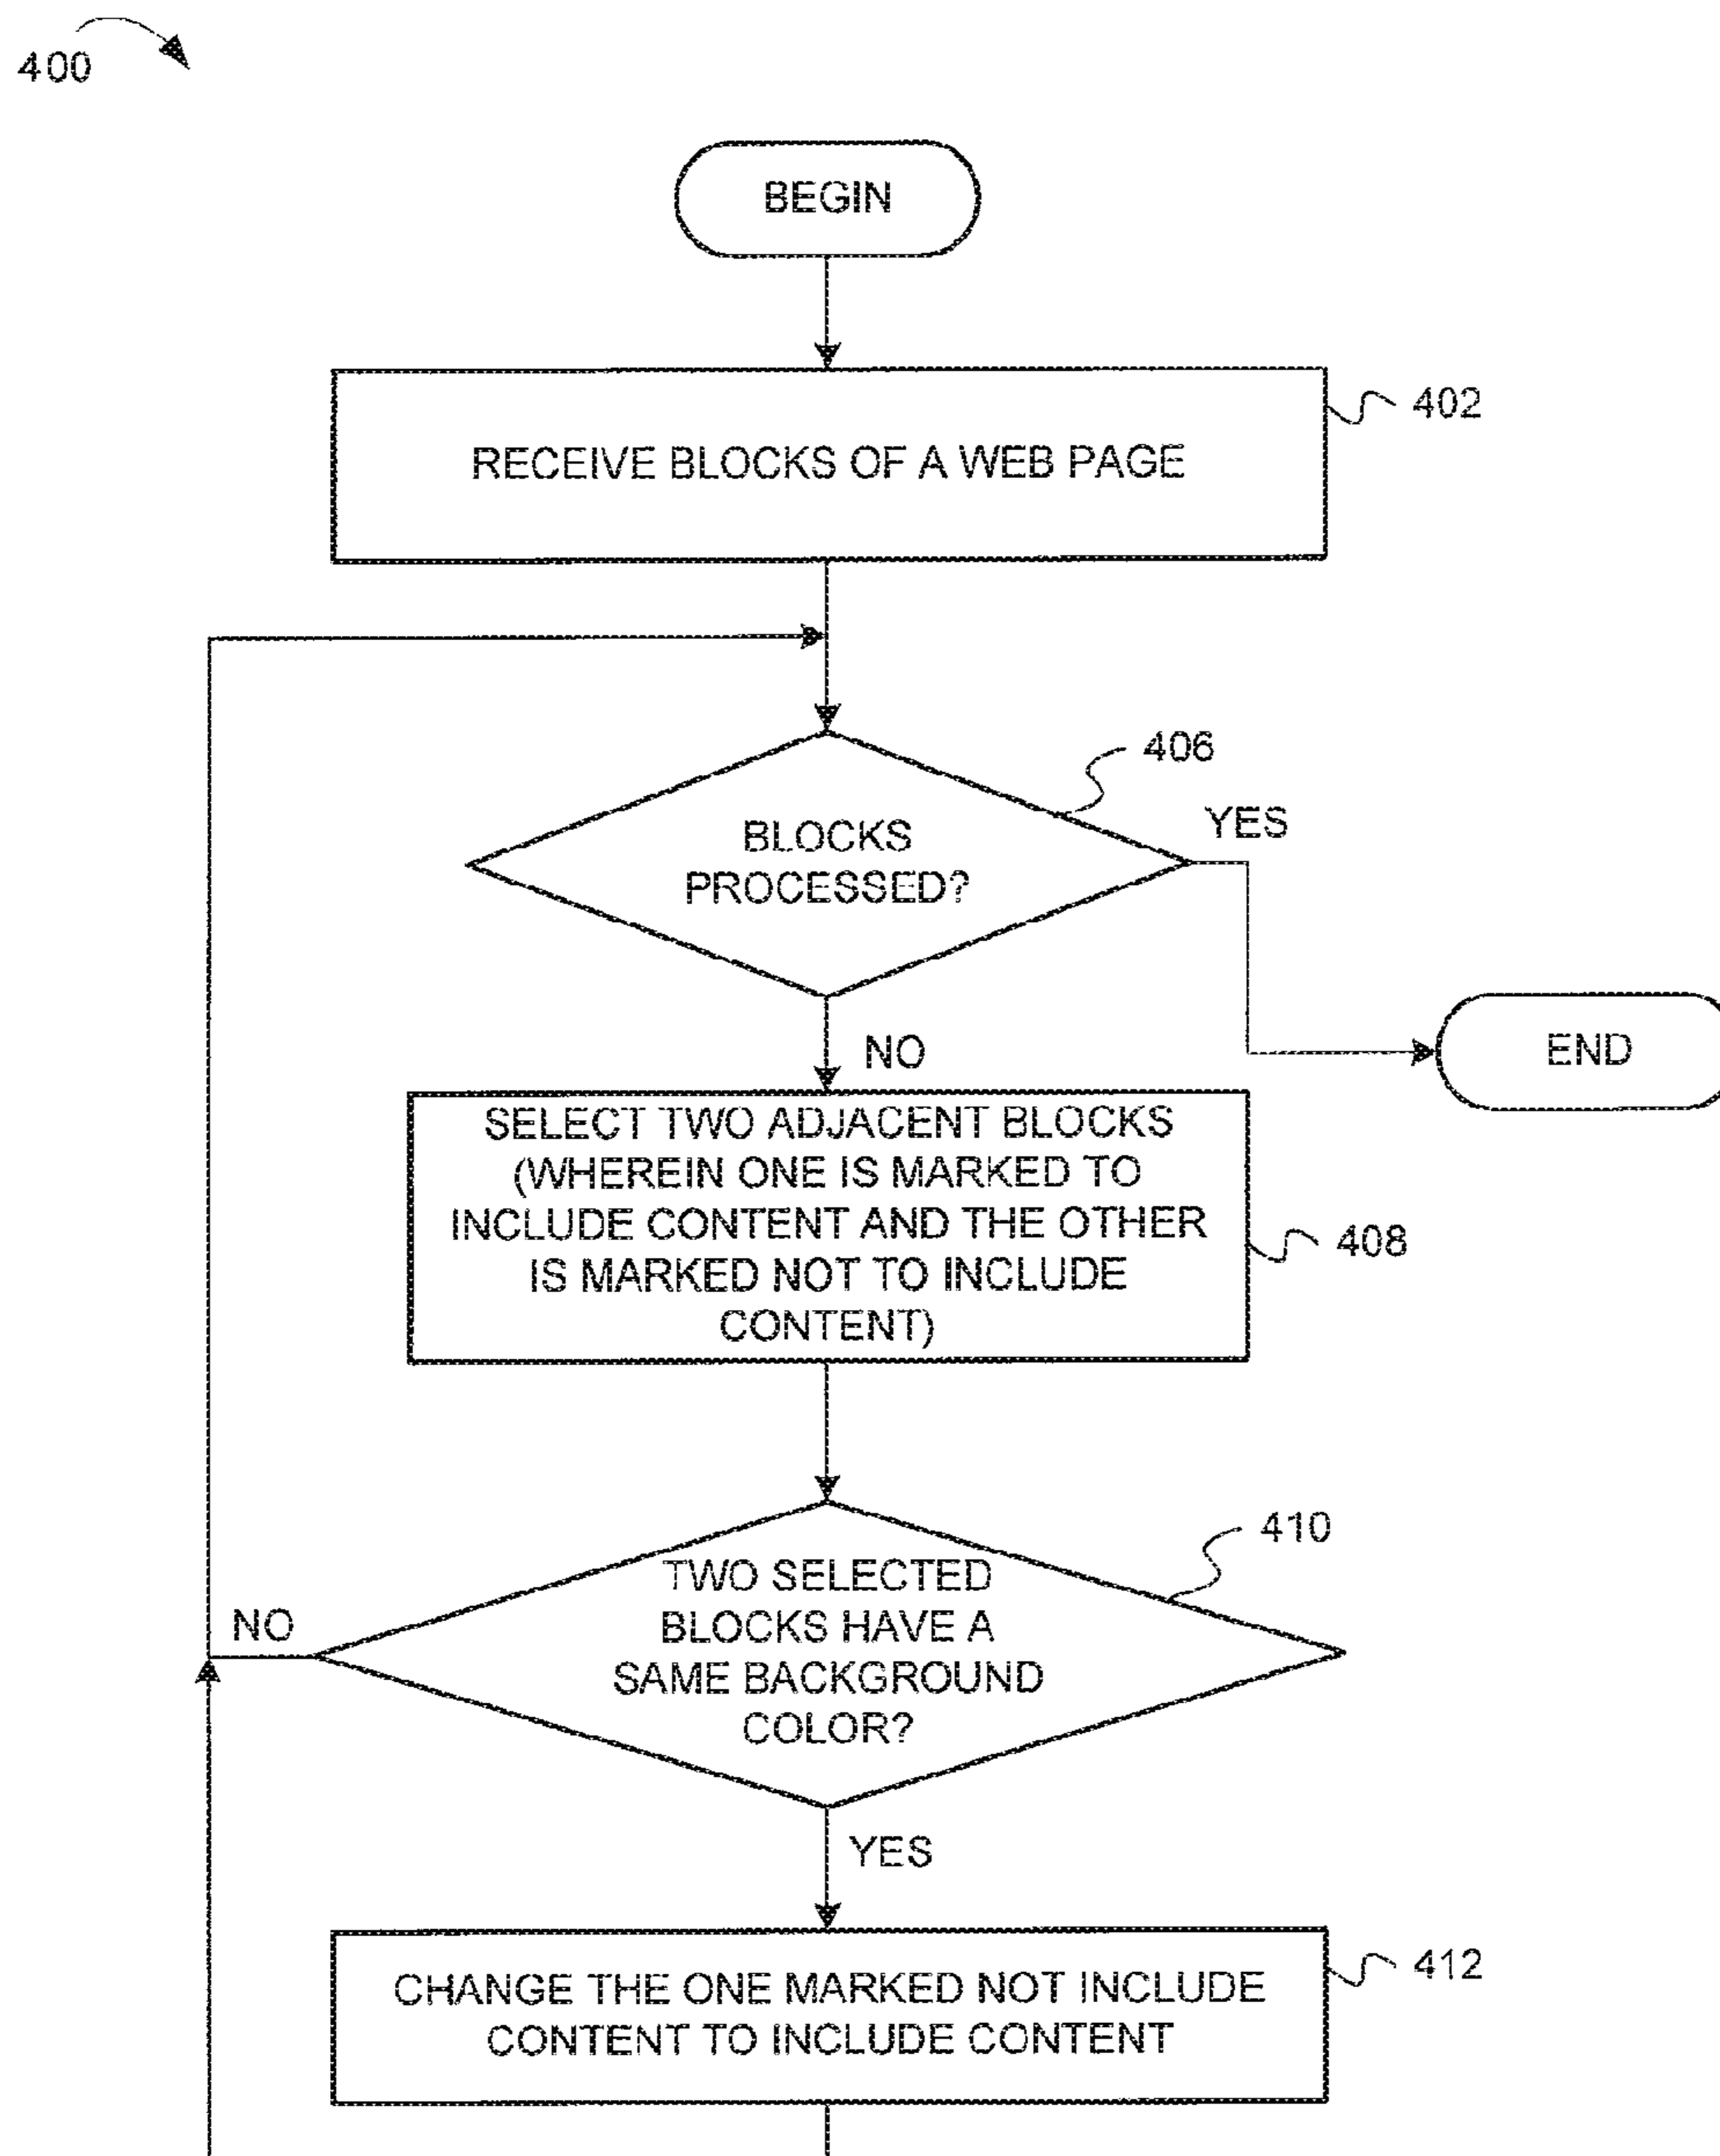 400
BEGIN
402
RECEIVE BLOCKS OF A WEB PAGE
406
BLOCKS
PROCESSED?
YES
NO
END
SELECT TWO ADJACENT BLOCKS
(WHEREIN ONE IS MARKED TO
INCLUDE CONTENT AND THE OTHER
IS MARKED NOT TO INCLUDE
CONTENT)
408
410
TWO SELECTED
BLOCKS HAVE A
SAME BACKGROUND
COLOR?
NO
YES
412
CHANGE THE ONE MARKED NOT INCLUDE
CONTENT TO INCLUDE CONTENT